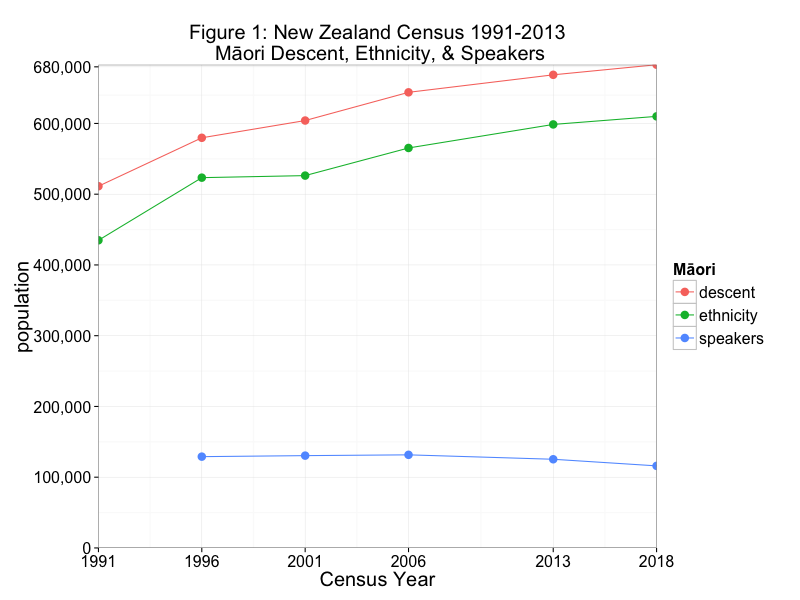 Figure 1: New Zealand Census 1991-2013
Māori Descent, Ethnicity, & Speakers
680,000
600,000
500,000
400,000
300,000
200,000
100,000
0
population
1991 1996 2001 2006 2013 2018
Census Year
Māori
descent
ethnicity
speakers